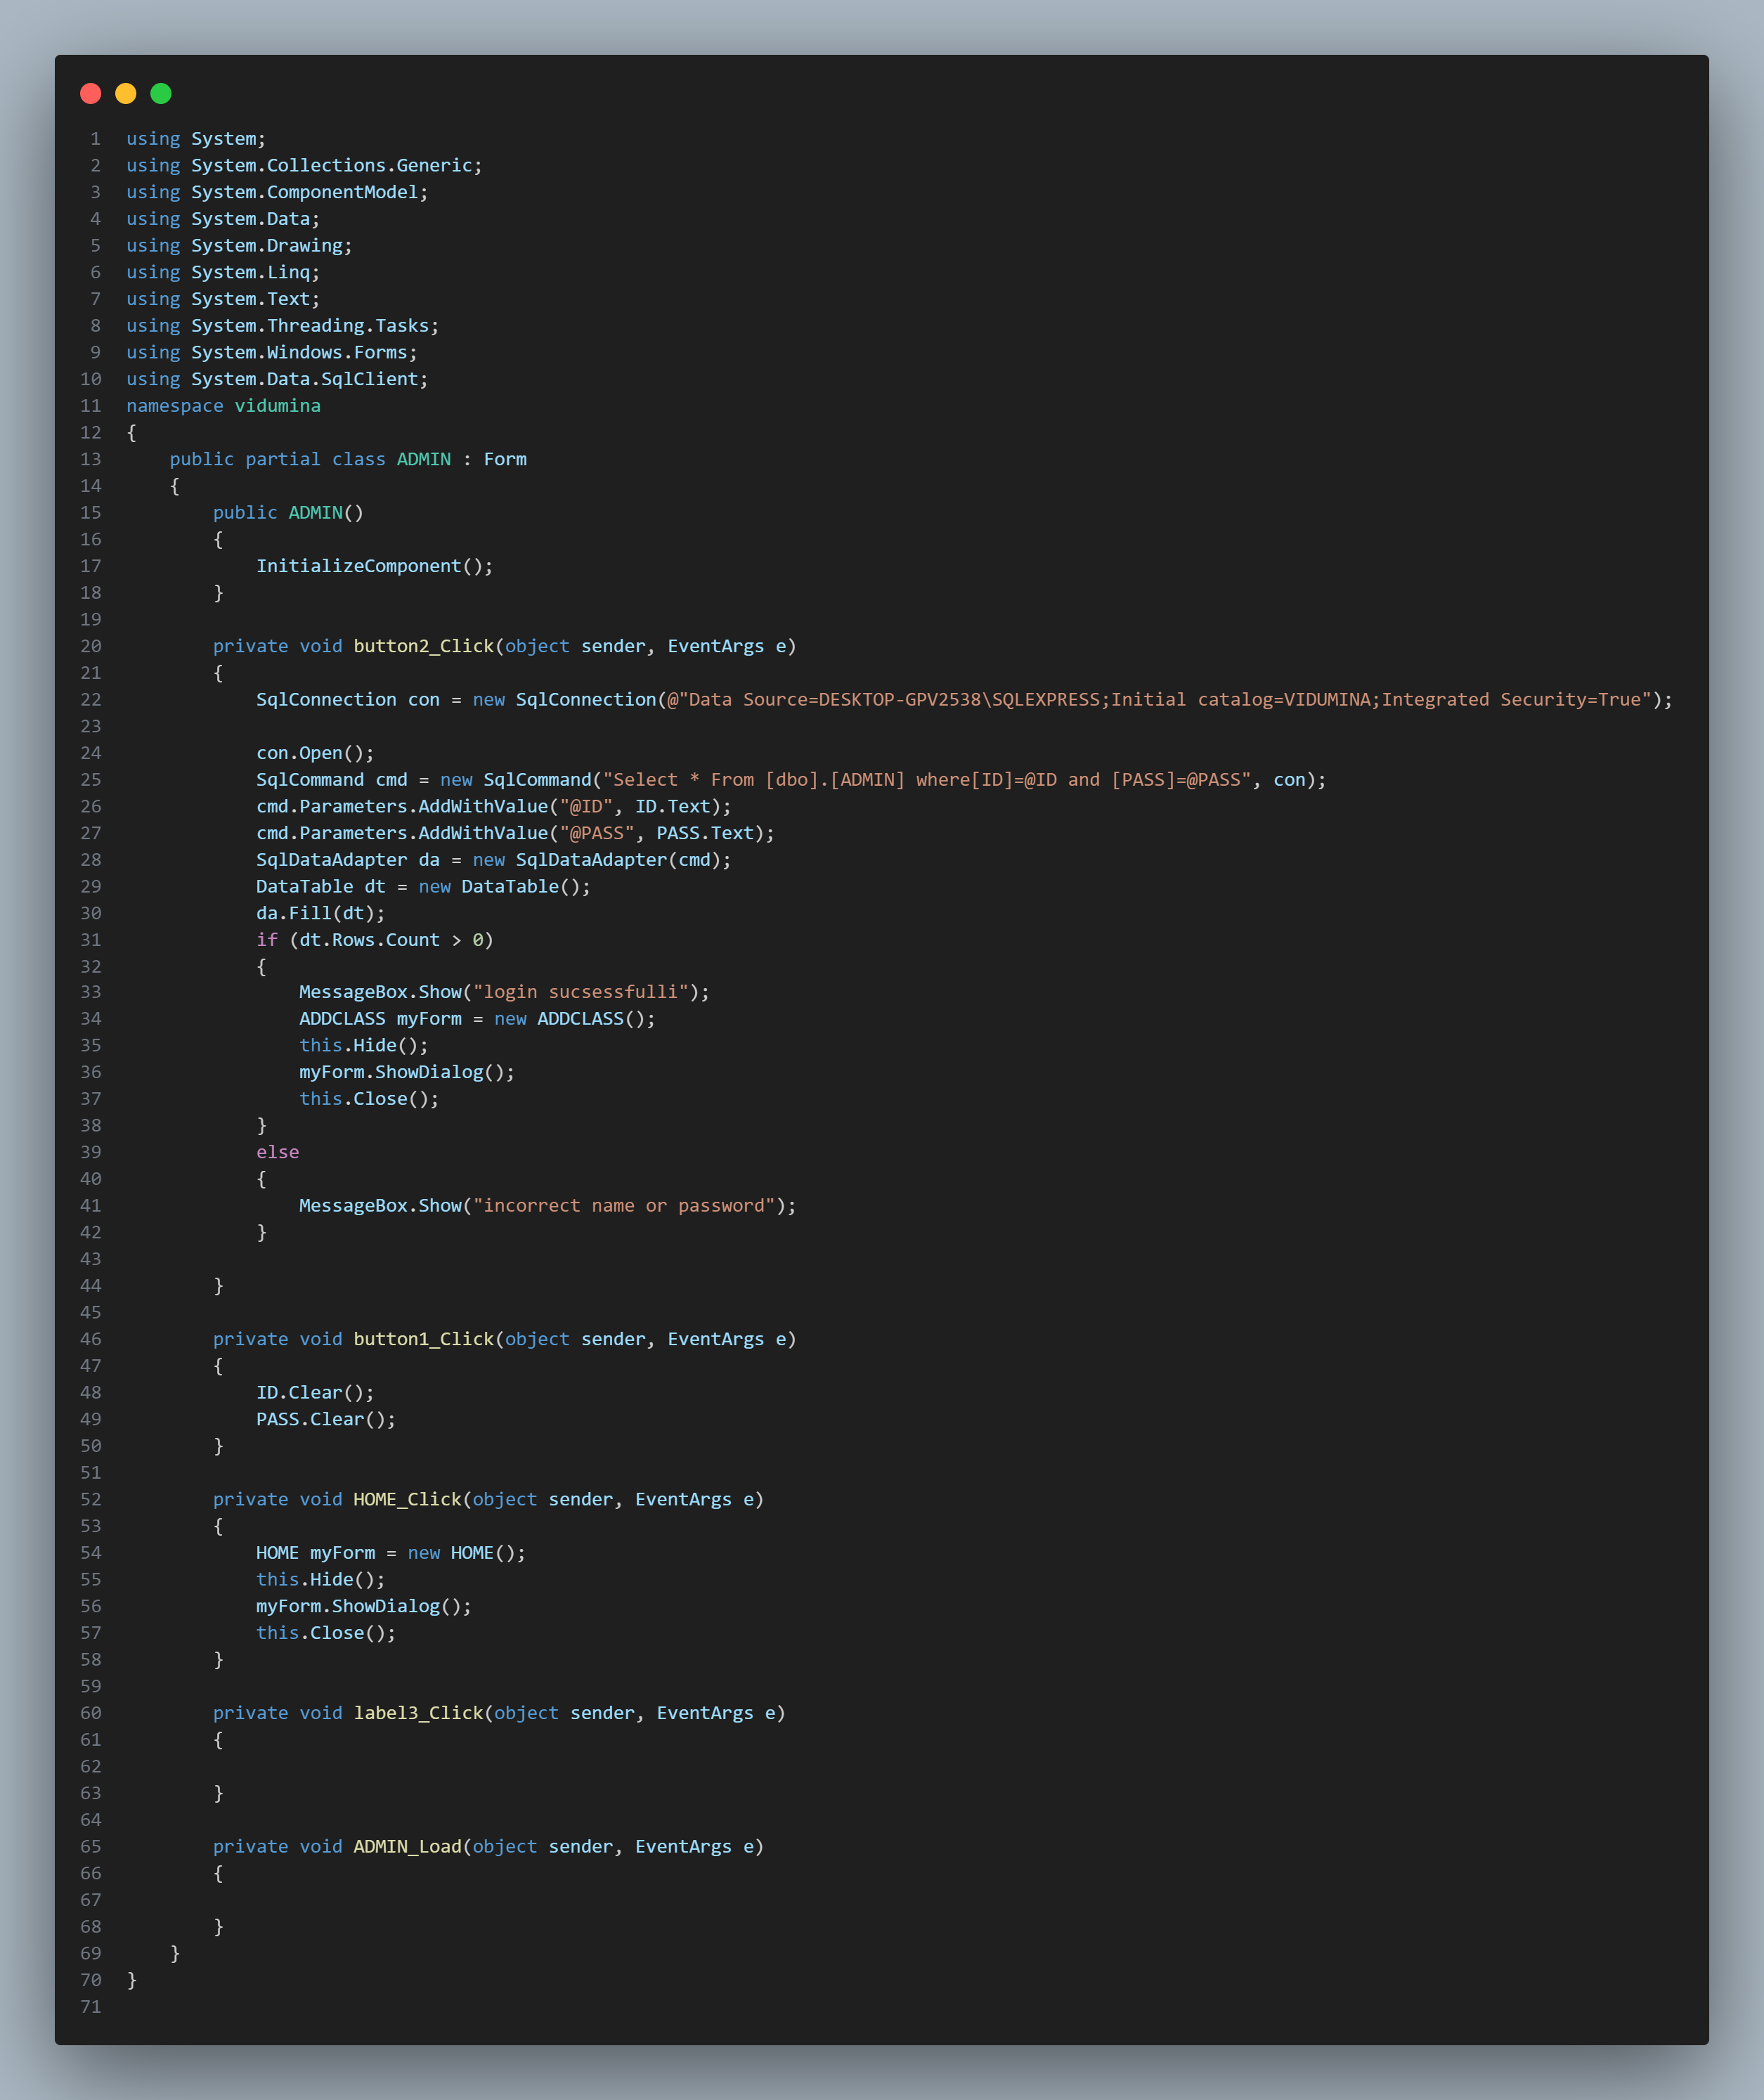 1 using System;
2 using System.Collections.Generic;
3 using System.ComponentModel;
4 using System.Data;
5 using System.Drawing;
6 using System.Linq;
7 using System.Text;
8 using System.Threading.Tasks;
9 using System.Windows.Forms;
10 using System.Data.SqlClient;
11 namespace vidumina
12 {
13     public partial class ADMIN : Form
14     {
15         public ADMIN()
16         {
17             InitializeComponent();
18         }
19
20         private void button2_Click(object sender, EventArgs e)
21         {
22             SqlConnection con = new SqlConnection(@"Data Source=DESKTOP-GPV2538\SQLEXPRESS;Initial catalog=VIDUMINA;Integrated Security=True");
23
24             con.Open();
25             SqlCommand cmd = new SqlCommand("Select * From [dbo].[ADMIN] where[ID]=@ID and [PASS]=@PASS", con);
26             cmd.Parameters.AddWithValue("@ID", ID.Text);
27             cmd.Parameters.AddWithValue("@PASS", PASS.Text);
28             SqlDataAdapter da = new SqlDataAdapter(cmd);
29             DataTable dt = new DataTable();
30             da.Fill(dt);
31             if (dt.Rows.Count > 0)
32             {
33                 MessageBox.Show("login sucsessfulli");
34                 ADDCLASS myForm = new ADDCLASS();
35                 this.Hide();
36                 myForm.ShowDialog();
37                 this.Close();
38             }
39             else
40             {
41                 MessageBox.Show("incorrect name or password");
42             }
43
44         }
45
46         private void button1_Click(object sender, EventArgs e)
47         {
48             ID.Clear();
49             PASS.Clear();
50         }
51
52         private void HOME_Click(object sender, EventArgs e)
53         {
54             HOME myForm = new HOME();
55             this.Hide();
56             myForm.ShowDialog();
57             this.Close();
58         }
59
60         private void label3_Click(object sender, EventArgs e)
61         {
62
63         }
64
65         private void ADMIN_Load(object sender, EventArgs e)
66         {
67
68         }
69     }
70 }
71